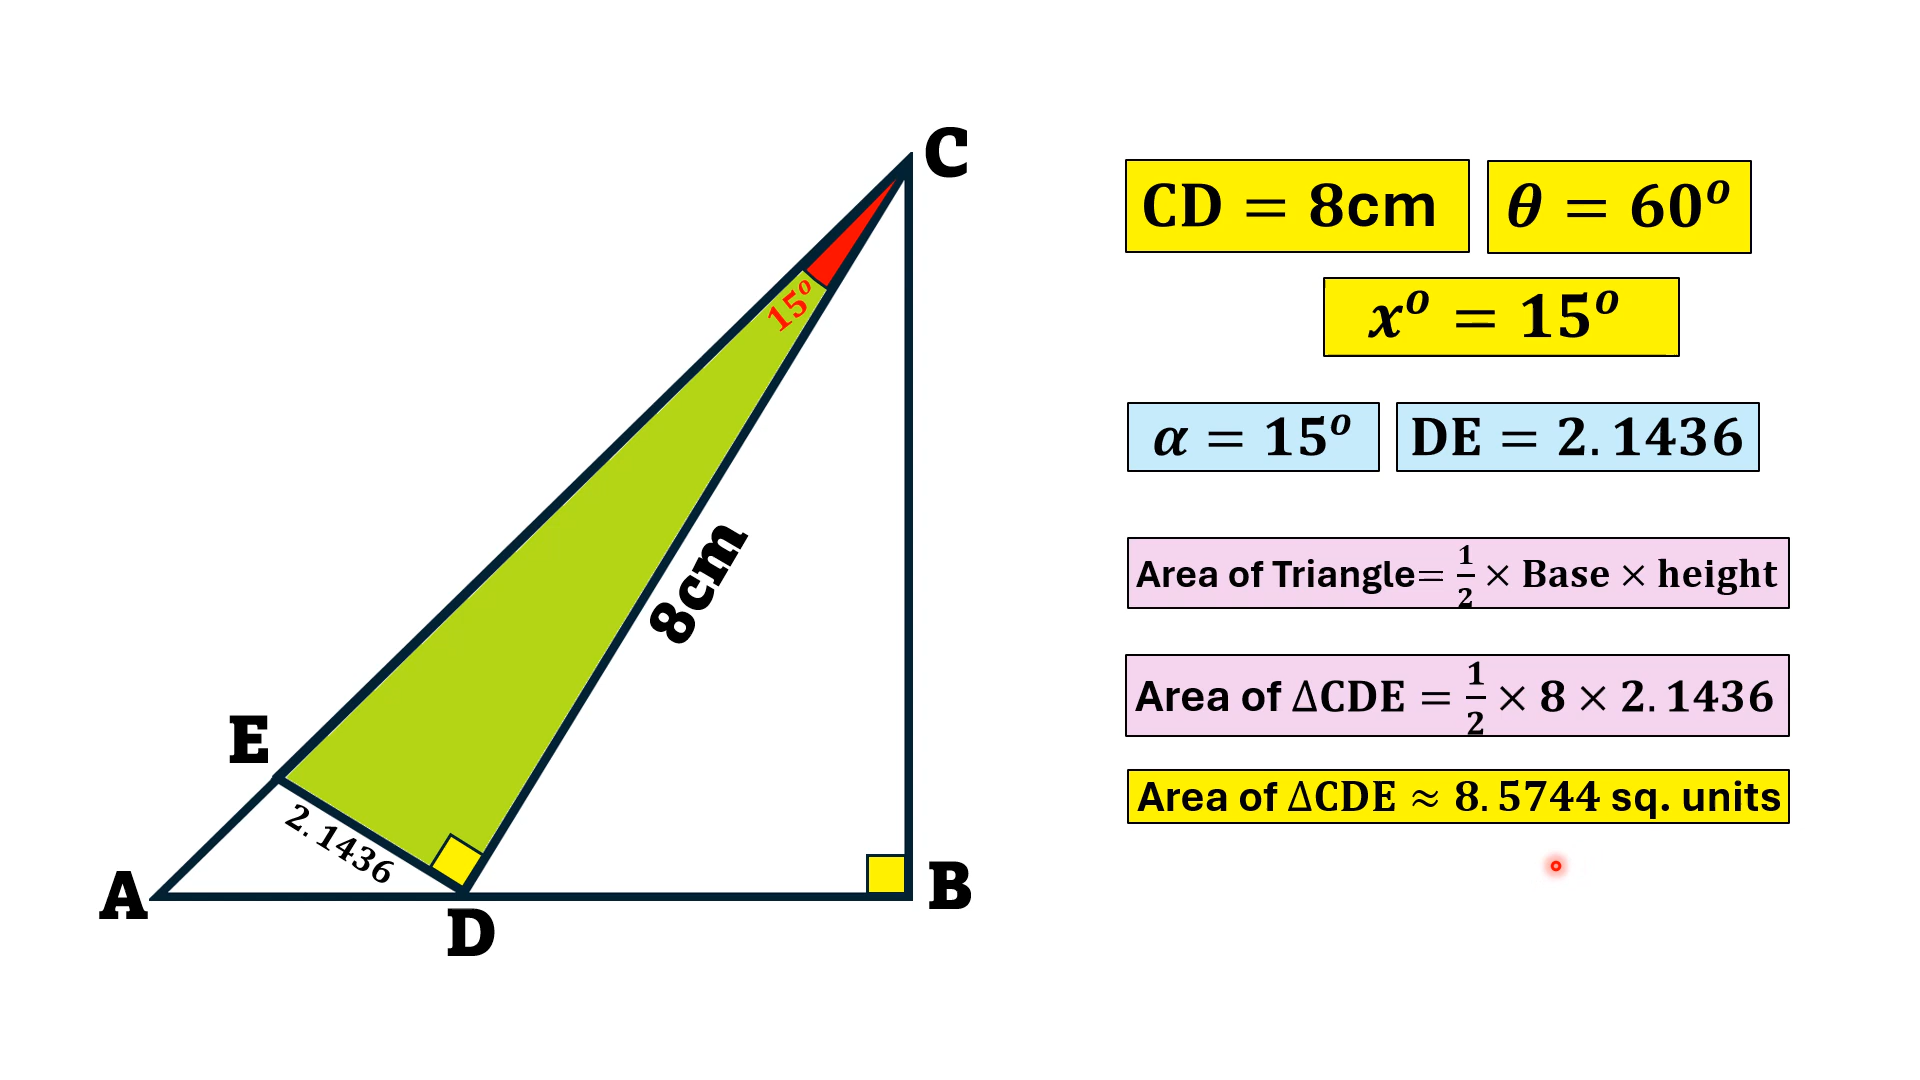 C
CD = 8cm
θ = 60°
15°
x° = 15°
α = 15°
DE = 2.1436
8cm
Area of Triangle= 1/2 × Base × height
E
Area of ΔCDE = 1/2 × 8 × 2.1436
2.1436
Area of ΔCDE ≈ 8.5744 sq. units
A
B
D